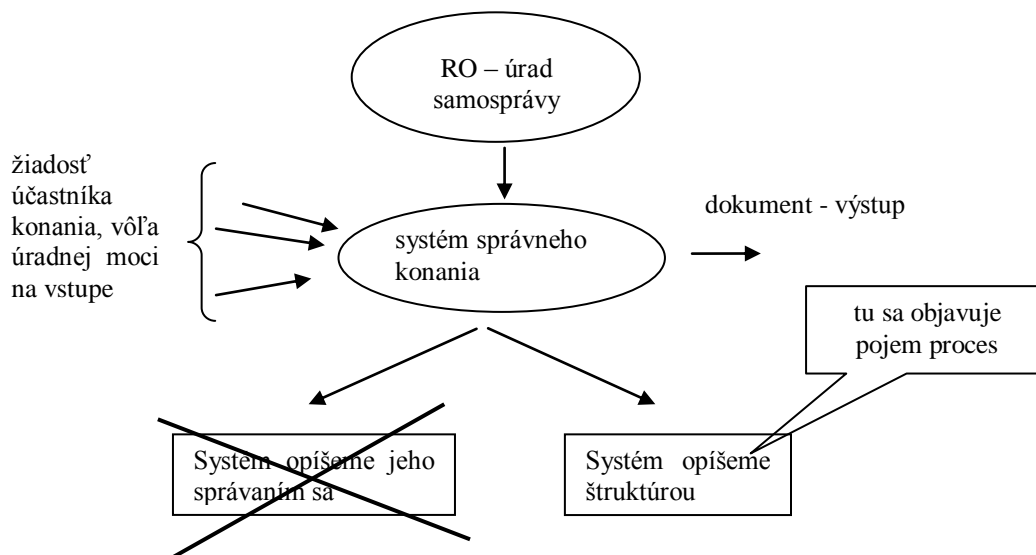 RO – úrad
samosprávy
žiadosť
účastníka
konania, vôľa
úradnej moci
na vstupe
systém správneho
konania
dokument - výstup
tu sa objavuje
pojem proces
Systém opíšeme jeho
správaním sa
Systém opíšeme
štruktúrou